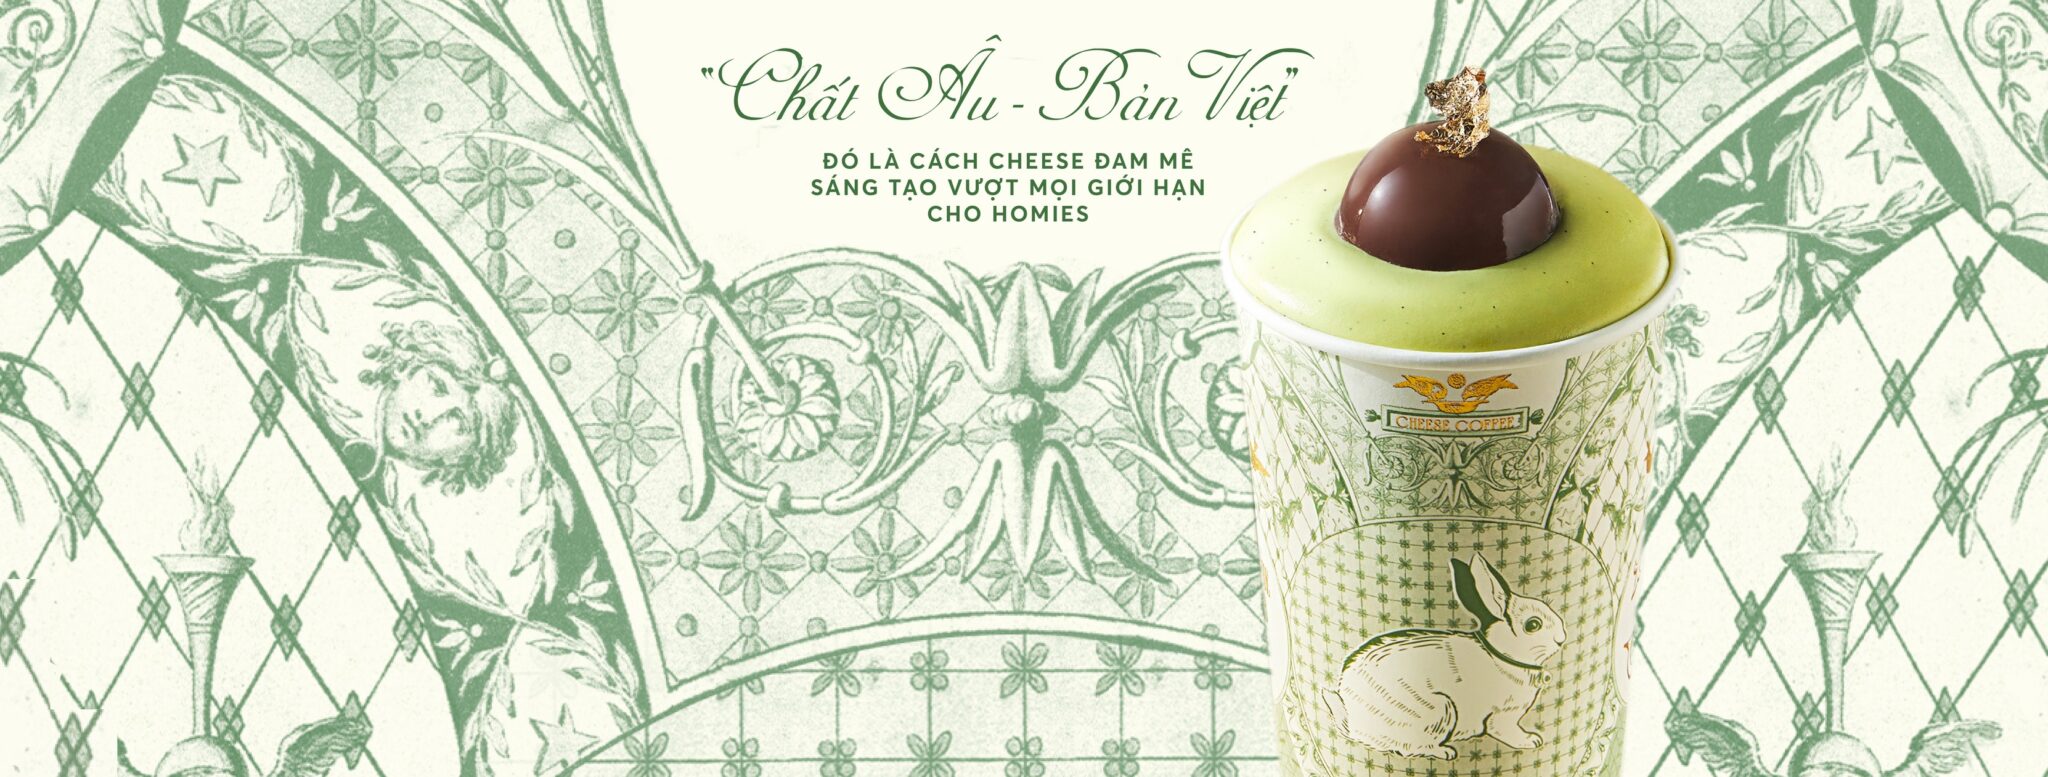 "Chất Âu - Bản Việt"
ĐÓ LÀ CÁCH CHEESE ĐAM MÊ
SÁNG TẠO VƯỢT MỌI GIỚI HẠN
CHO HOMIES
CHEESE COFFEE